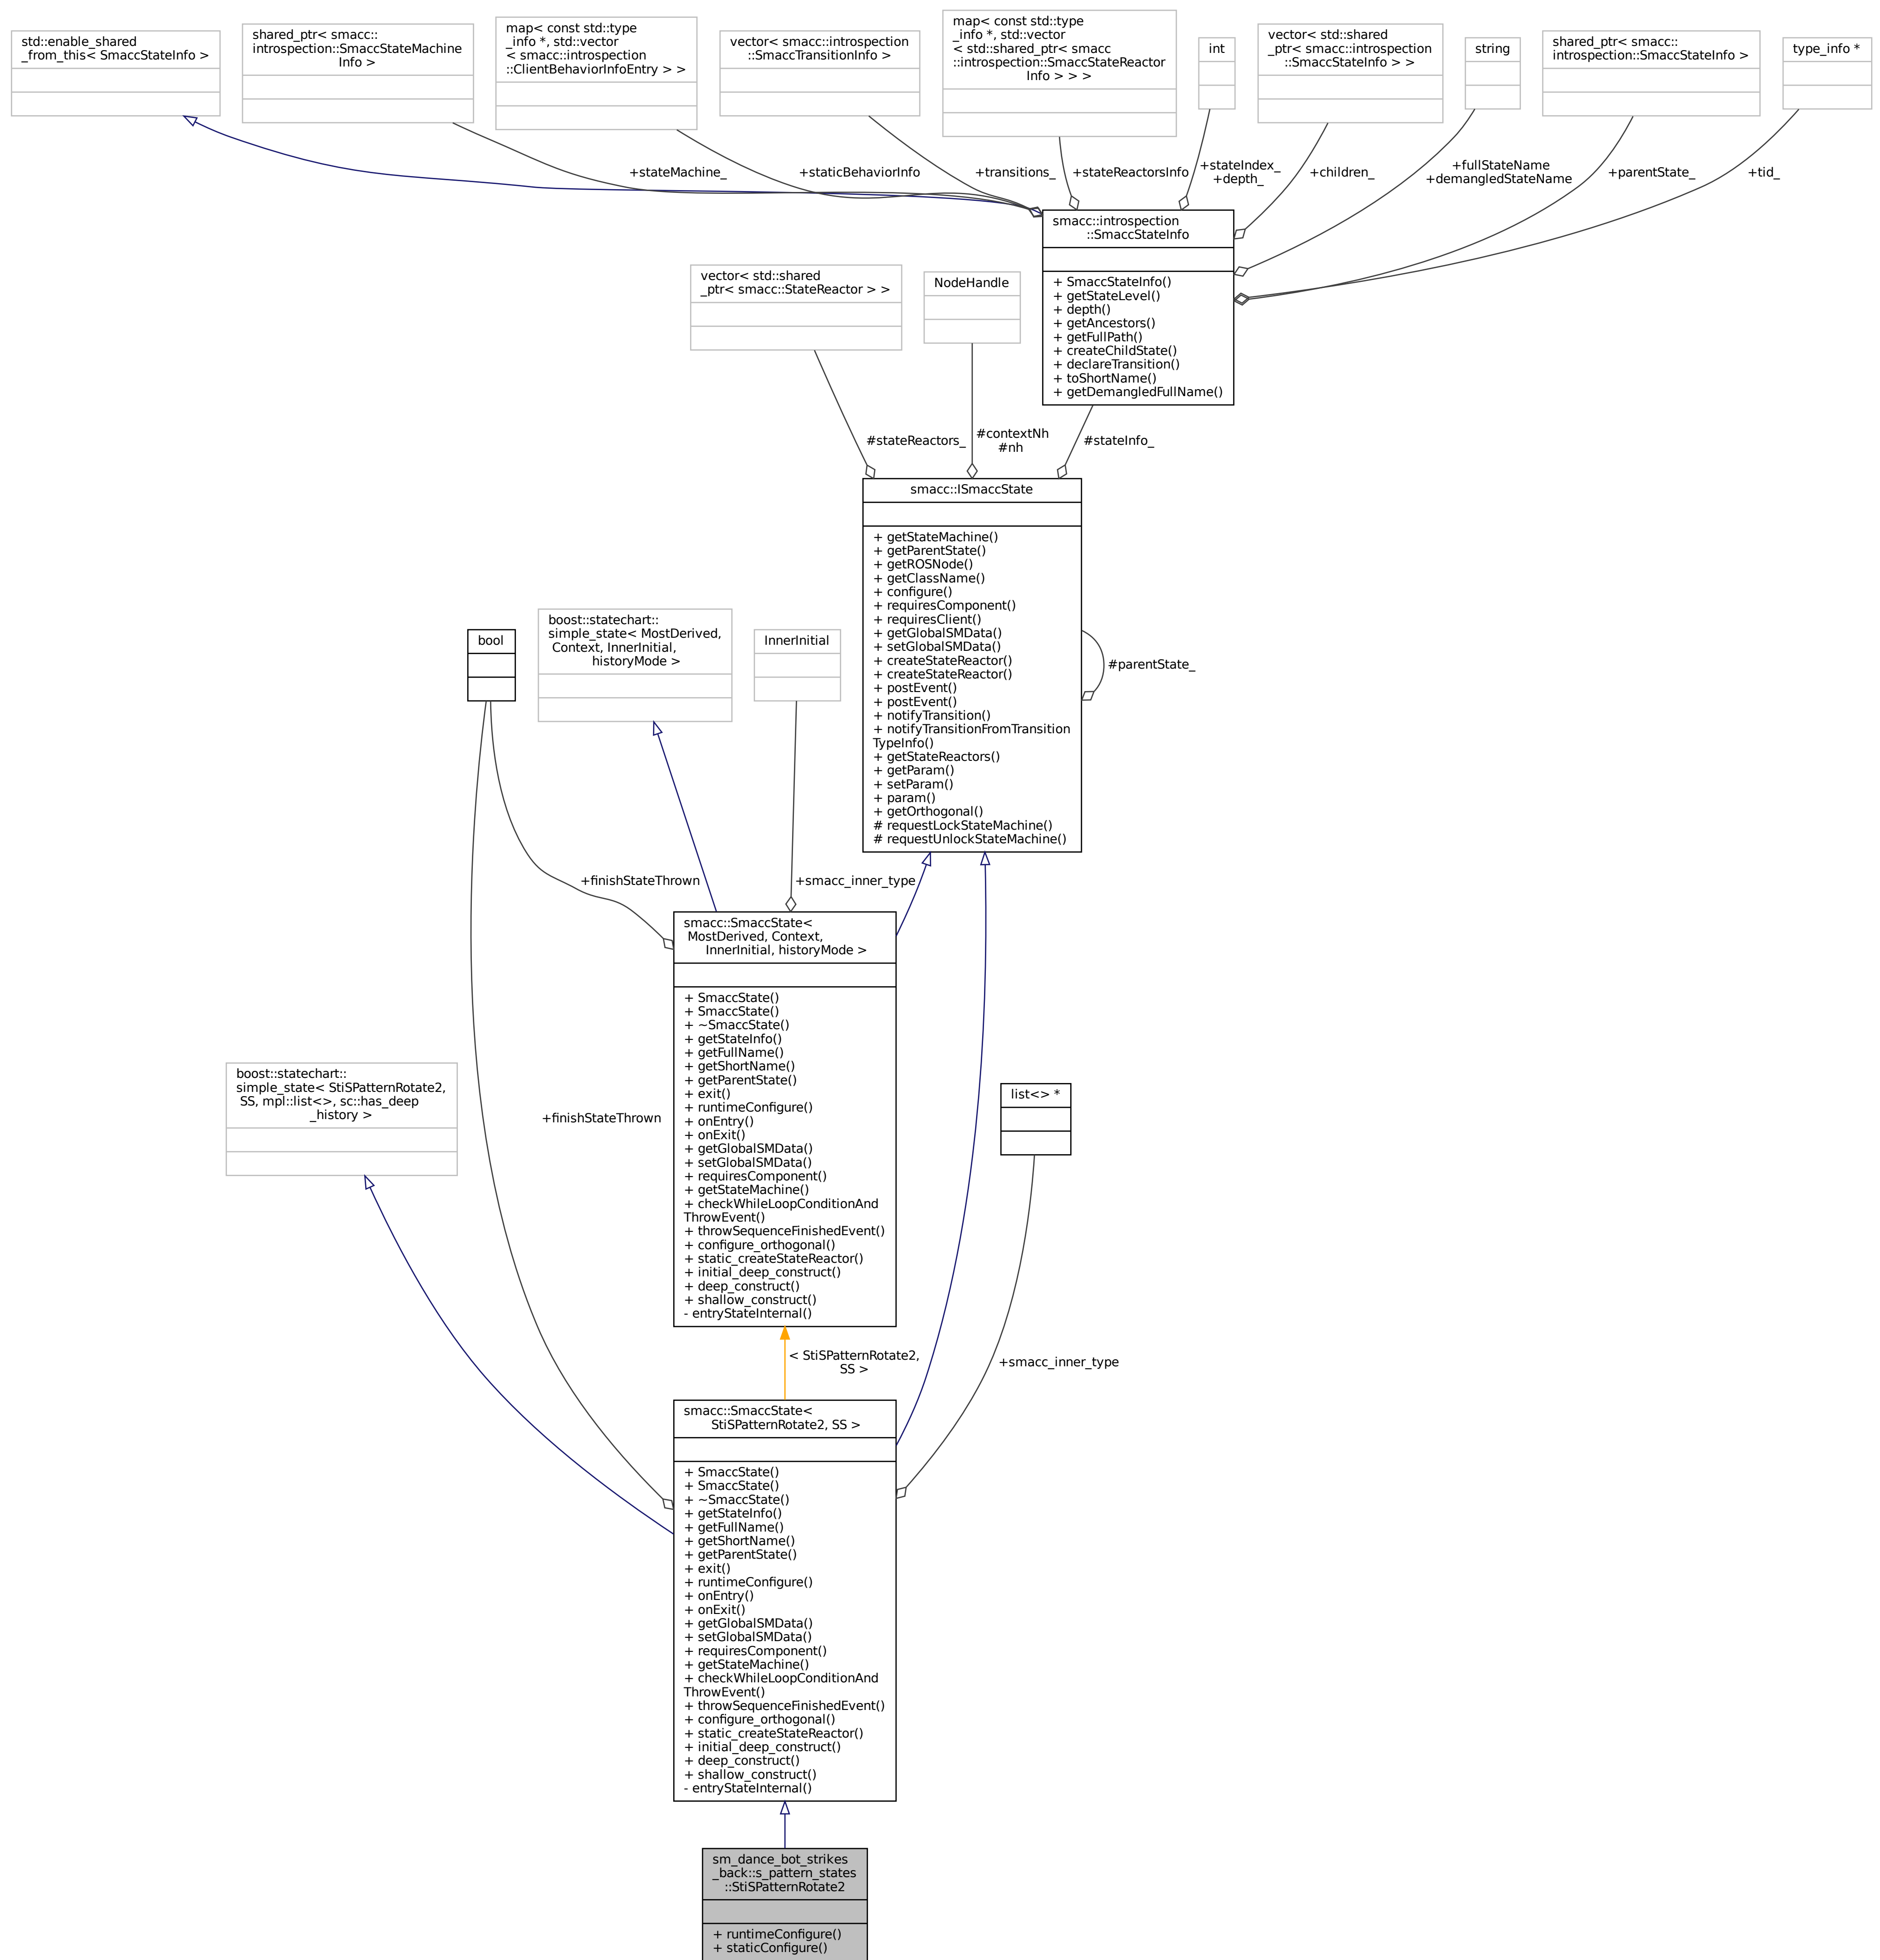 std::enable_shared
_from_this< SmaccStateInfo >
shared_ptr< smacc::
introspection::SmaccStateMachine
Info >
map< const std::type
_info *, std::vector
< smacc::introspection
::ClientBehaviorInfoEntry > >
vector< smacc::introspection
::SmaccTransitionInfo >
map< const std::type
_info *, std::vector
< std::shared_ptr< smacc
::introspection::SmaccStateReactor
Info > > >
int
vector< std::shared
_ptr< smacc::introspection
::SmaccStateInfo > >
string
shared_ptr< smacc::
introspection::SmaccStateInfo >
type_info *
+stateMachine_
+staticBehaviorInfo
+transitions_
+stateReactorsInfo
+stateIndex_
+depth_
+children_
+fullStateName
+demangledStateName
+parentState_
+tid_
smacc::introspection
::SmaccStateInfo
+ SmaccStateInfo()
+ getStateLevel()
+ depth()
+ getAncestors()
+ getFullPath()
+ createChildState()
+ declareTransition()
+ toShortName()
+ getDemangledFullName()
vector< std::shared
_ptr< smacc::StateReactor > >
NodeHandle
#stateReactors_
#contextNh
#nh
#stateInfo_
smacc::ISmaccState
+ getStateMachine()
+ getParentState()
+ getROSNode()
+ getClassName()
+ configure()
+ requiresComponent()
+ requiresClient()
+ getGlobalSMData()
+ setGlobalSMData()
+ createStateReactor()
+ createStateReactor()
+ postEvent()
+ postEvent()
+ notifyTransition()
+ notifyTransitionFromTransition
TypeInfo()
+ getStateReactors()
+ getParam()
+ setParam()
+ param()
+ getOrthogonal()
# requestLockStateMachine()
# requestUnlockStateMachine()
#parentState_
bool
boost::statechart::
simple_state< MostDerived,
Context, InnerInitial,
historyMode >
InnerInitial
+finishStateThrown
+smacc_inner_type
smacc::SmaccState<
MostDerived, Context,
InnerInitial, historyMode >
+ SmaccState()
+ SmaccState()
+ ~SmaccState()
+ getStateInfo()
+ getFullName()
+ getShortName()
+ getParentState()
+ exit()
+ runtimeConfigure()
+ onEntry()
+ onExit()
+ getGlobalSMData()
+ setGlobalSMData()
+ requiresComponent()
+ getStateMachine()
+ checkWhileLoopConditionAnd
ThrowEvent()
+ throwSequenceFinishedEvent()
+ configure_orthogonal()
+ static_createStateReactor()
+ initial_deep_construct()
+ deep_construct()
+ shallow_construct()
- entryStateInternal()
boost::statechart::
simple_state< StiSPatternRotate2,
SS, mpl::list<>, sc::has_deep
_history >
+finishStateThrown
list<> *
< StiSPatternRotate2,
SS >
+smacc_inner_type
smacc::SmaccState<
StiSPatternRotate2, SS >
+ SmaccState()
+ SmaccState()
+ ~SmaccState()
+ getStateInfo()
+ getFullName()
+ getShortName()
+ getParentState()
+ exit()
+ runtimeConfigure()
+ onEntry()
+ onExit()
+ getGlobalSMData()
+ setGlobalSMData()
+ requiresComponent()
+ getStateMachine()
+ checkWhileLoopConditionAnd
ThrowEvent()
+ throwSequenceFinishedEvent()
+ configure_orthogonal()
+ static_createStateReactor()
+ initial_deep_construct()
+ deep_construct()
+ shallow_construct()
- entryStateInternal()
sm_dance_bot_strikes
_back::s_pattern_states
::StiSPatternRotate2
+ runtimeConfigure()
+ staticConfigure()